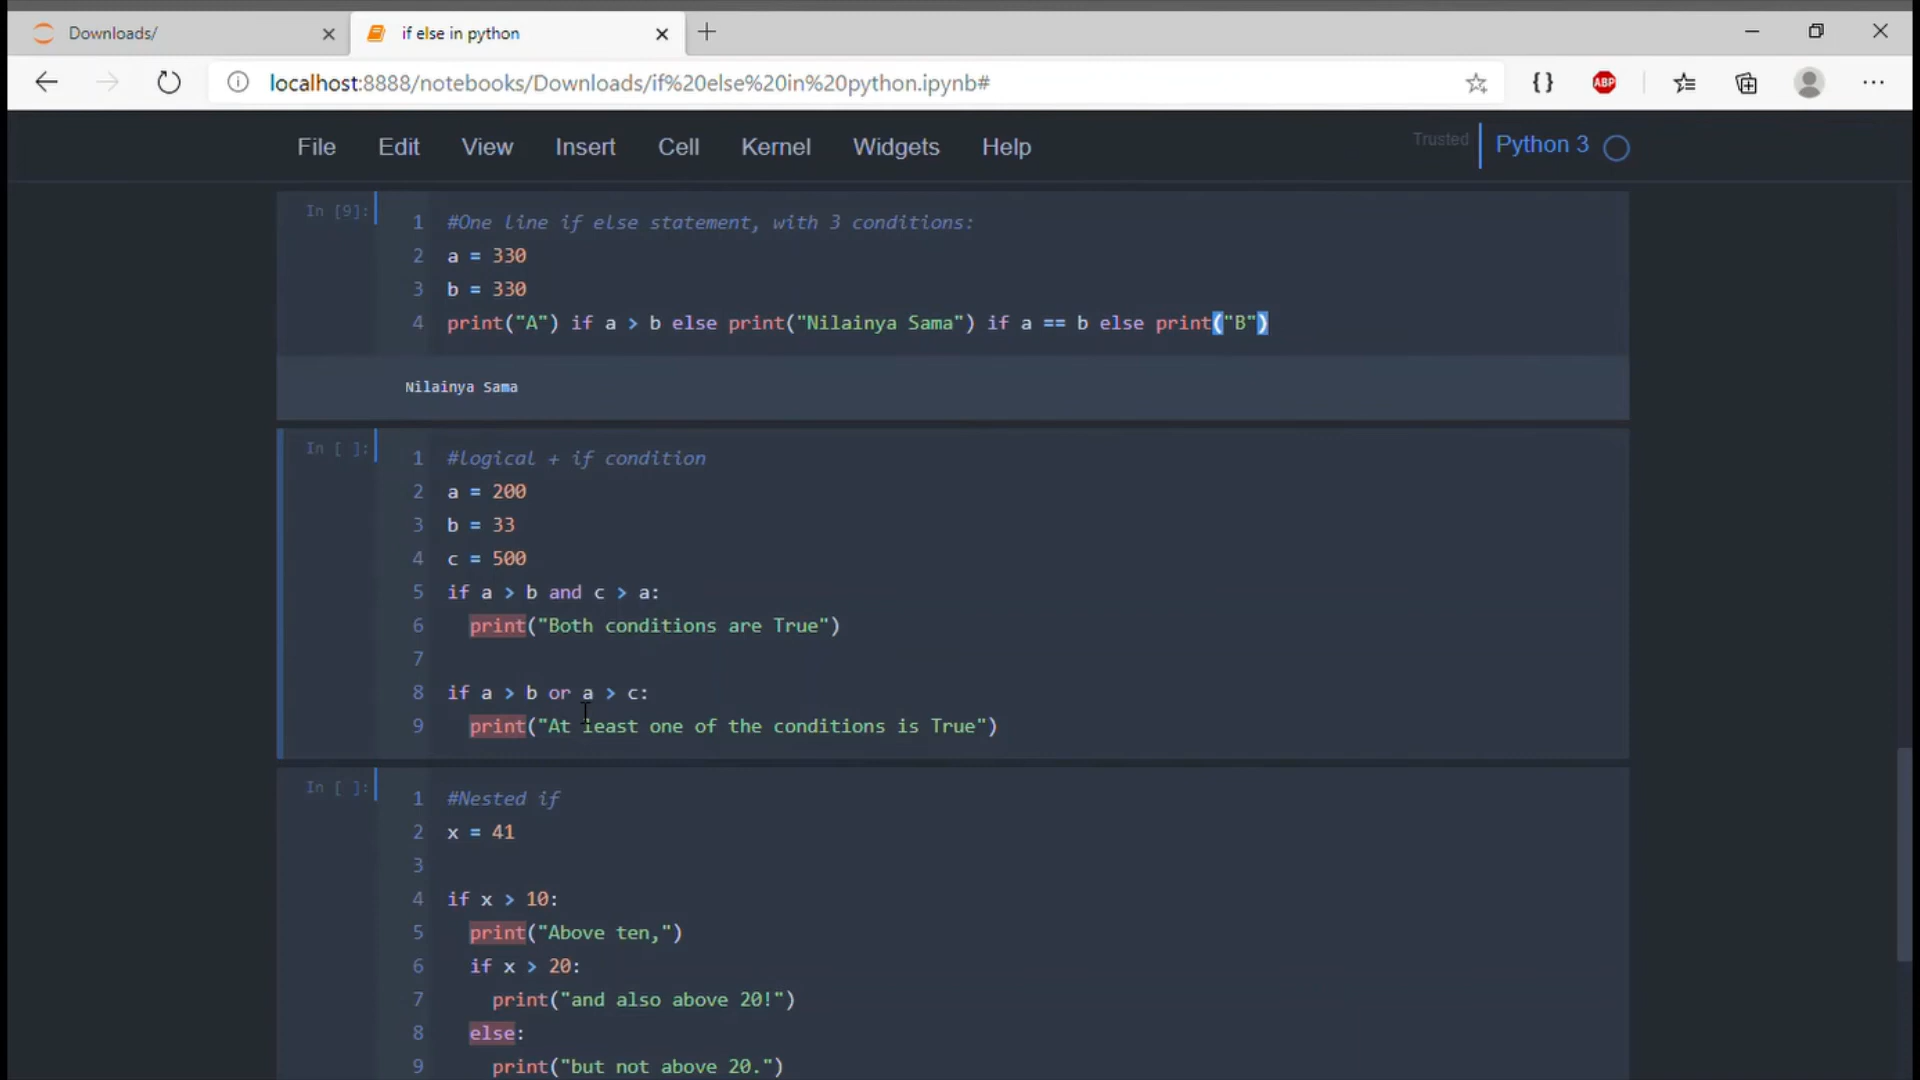 Downloads/
if else in python
localhost:8888/notebooks/Downloads/if%20else%20in%20python.ipynb#
ABP
File Edit View Insert Cell Kernel Widgets Help Trusted Python 3
In [9]:
1 #One line if else statement, with 3 conditions:
2 a = 330
3 b = 330
4 print("A") if a > b else print("Nilainya Sama") if a == b else print("B")
Nilainya Sama
In [ ]:
1 #logical + if condition
2 a = 200
3 b = 33
4 c = 500
5 if a > b and c > a:
6 print("Both conditions are True")
7
8 if a > b or a > c:
9 print("At least one of the conditions is True")
In [ ]:
1 #Nested if
2 x = 41
3
4 if x > 10:
5 print("Above ten,")
6 if x > 20:
7 print("and also above 20!")
8 else:
9 print("but not above 20.")